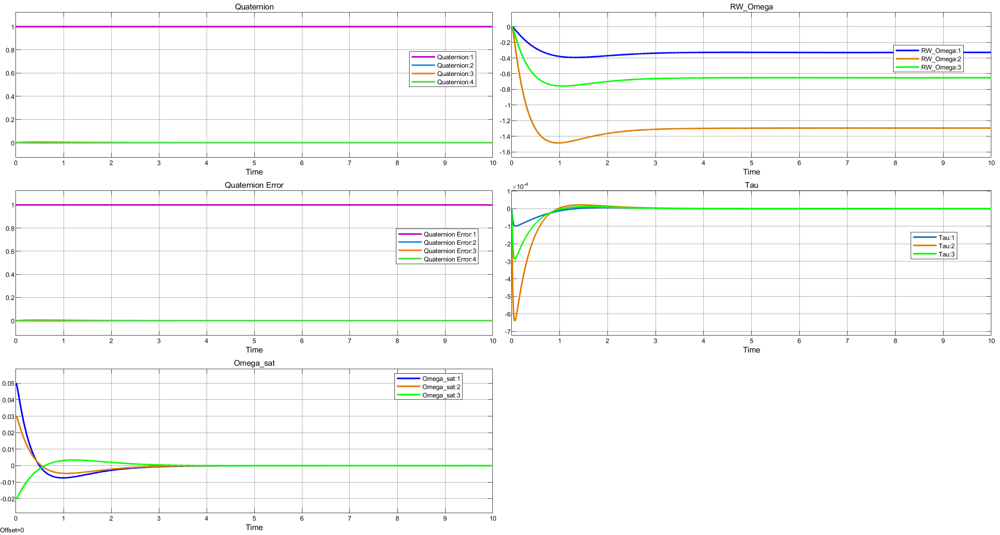 Quaternion
1
0.8
0.6
0.4
0.2
0
Quaternion:1
Quaternion:2
Quaternion:3
Quaternion:4
0 1 2 3 4 5 6 7 8 9 10
Time
RW_Omega
0
-0.2
-0.4
-0.6
-0.8
-1
-1.2
-1.4
-1.6
RW_Omega:1
RW_Omega:2
RW_Omega:3
0 1 2 3 4 5 6 7 8 9 10
Time
Quaternion Error
1
0.8
0.6
0.4
0.2
0
Quaternion Error:1
Quaternion Error:2
Quaternion Error:3
Quaternion Error:4
0 1 2 3 4 5 6 7 8 9 10
Time
Tau
×10-4
1
0
-1
-2
-3
-4
-5
-6
-7
Tau:1
Tau:2
Tau:3
0 1 2 3 4 5 6 7 8 9 10
Time
Omega_sat
0.05
0.04
0.03
0.02
0.01
0
-0.01
-0.02
Omega_sat:1
Omega_sat:2
Omega_sat:3
0 1 2 3 4 5 6 7 8 9 10
Time
Offset=0